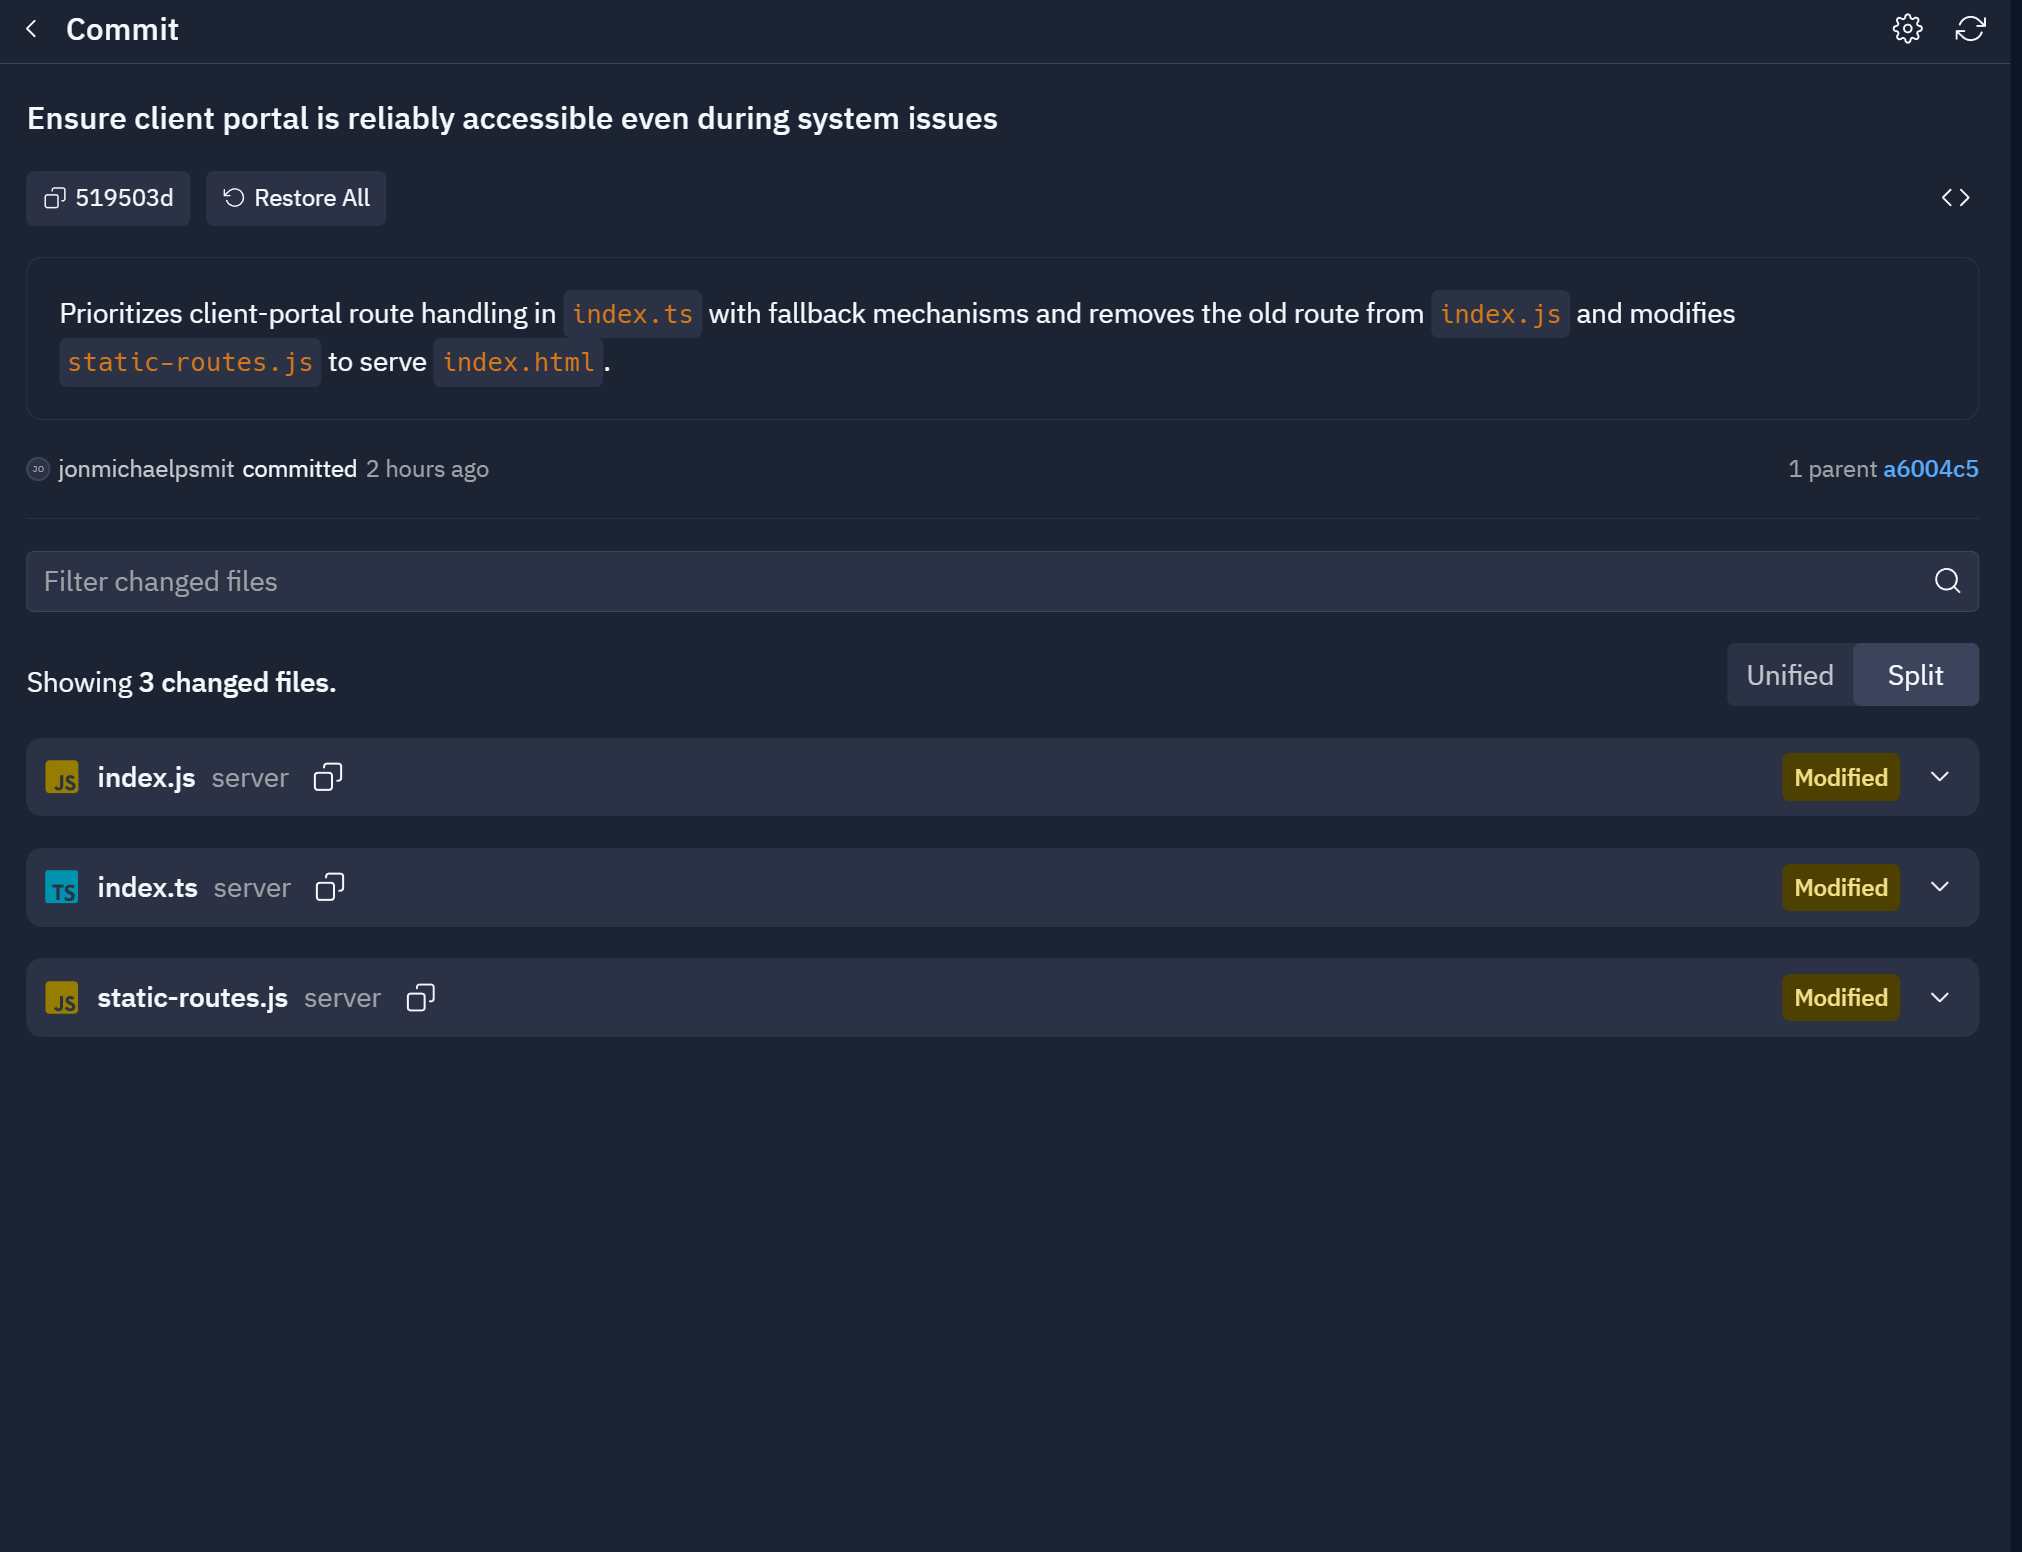 Commit
Ensure client portal is reliably accessible even during system issues
519503d Restore All
Prioritizes client-portal route handling in index.ts with fallback mechanisms and removes the old route from index.js and modifies
static-routes.js to serve index.html.
JO jonmichaelpsmit committed 2 hours ago 1 parent a6004c5
Filter changed files
Showing 3 changed files. Unified Split
JS index.js server Modified
TS index.ts server Modified
JS static-routes.js server Modified